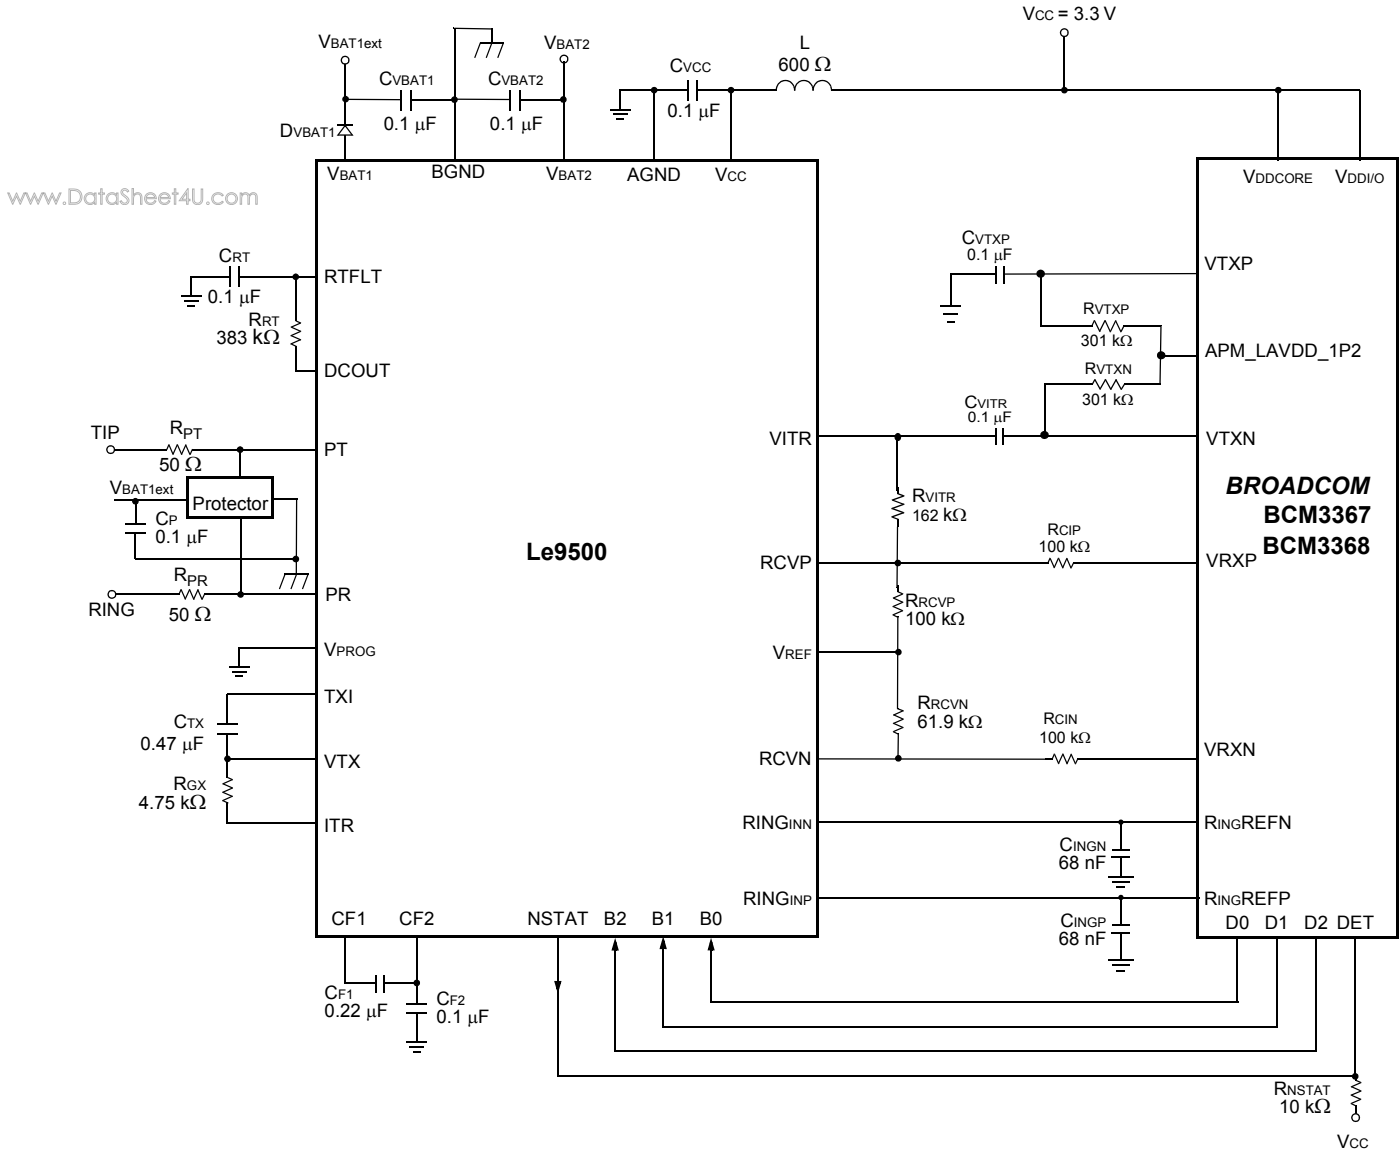 VCC = 3.3 V
VBAT1ext
VBAT2
CVBAT1
0.1 µF
CVBAT2
0.1 µF
DVBAT1
CVCC
0.1 µF
L
600 Ω
VBAT1
BGND
VBAT2
AGND
VCC
VDDCORE
VDDI/O
www.DataSheet4U.com
CRT
0.1 µF
RTFLT
RRT
383 kΩ
DCOUT
CVTXP
0.1 µF
VTXP
RVTXP
301 kΩ
APM_LAVDD_1P2
RVTXN
301 kΩ
CVITR
0.1 µF
VITR
VTXN
TIP
RPT
50 Ω
PT
VBAT1ext
Protector
CP
0.1 µF
RPR
50 Ω
RING
PR
Le9500
RVITR
162 kΩ
BROADCOM
BCM3367
BCM3368
RCVP
RCIP
100 kΩ
VRXP
RRCVP
100 kΩ
VPROG
VREF
TXI
CTX
0.47 µF
RRCVN
61.9 kΩ
RCIN
100 kΩ
VTX
RCVN
VRXN
RGX
4.75 kΩ
ITR
RINGINN
RINGREFN
CINGN
68 nF
RINGINP
RINGREFP
CINGP
68 nF
CF1
CF2
NSTAT
B2
B1
B0
D0
D1
D2
DET
CF1
0.22 µF
CF2
0.1 µF
RNSTAT
10 kΩ
VCC